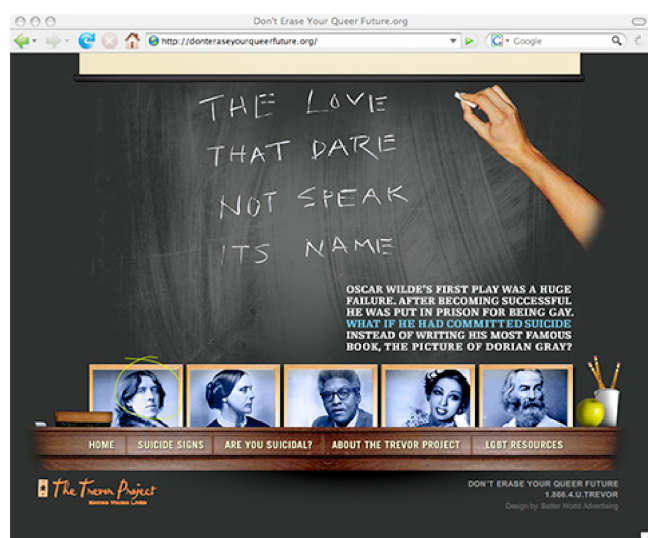 Don't Erase Your Queer Future.org
http://donteraseyourqueerfuture.org/
Google
THE LOVE
THAT DARE
NOT SPEAK
ITS NAME
OSCAR WILDE'S FIRST PLAY WAS A HUGE
FAILURE. AFTER BECOMING SUCCESSFUL
HE WAS PUT IN PRISON FOR BEING GAY.
WHAT IF HE HAD COMMITTED SUICIDE
INSTEAD OF WRITING HIS MOST FAMOUS
BOOK, THE PICTURE OF DORIAN GRAY?
HOME SUICIDE SIGNS ARE YOU SUICIDAL? ABOUT THE TREVOR PROJECT LGBT RESOURCES
The Trevor Project
SAVING YOUNG LIVES
DON'T ERASE YOUR QUEER FUTURE
1.866.4.U.TREVOR
Design by: Better World Advertising